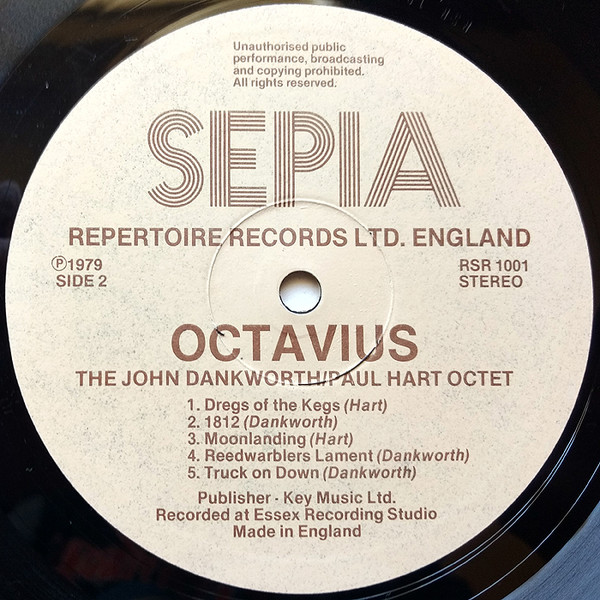 Unauthorised public
performance, broadcasting
and copying prohibited.
All rights reserved.
SEPIA
REPERTOIRE RECORDS LTD. ENGLAND
Ⓟ1979
SIDE 2
RSR 1001
STEREO
OCTAVIUS
THE JOHN DANKWORTH/PAUL HART OCTET
1. Dregs of the Kegs (Hart)
2. 1812 (Dankworth)
3. Moonlanding (Hart)
4. Reedwarblers Lament (Dankworth)
5. Truck on Down (Dankworth)
Publisher - Key Music Ltd.
Recorded at Essex Recording Studio
Made in England